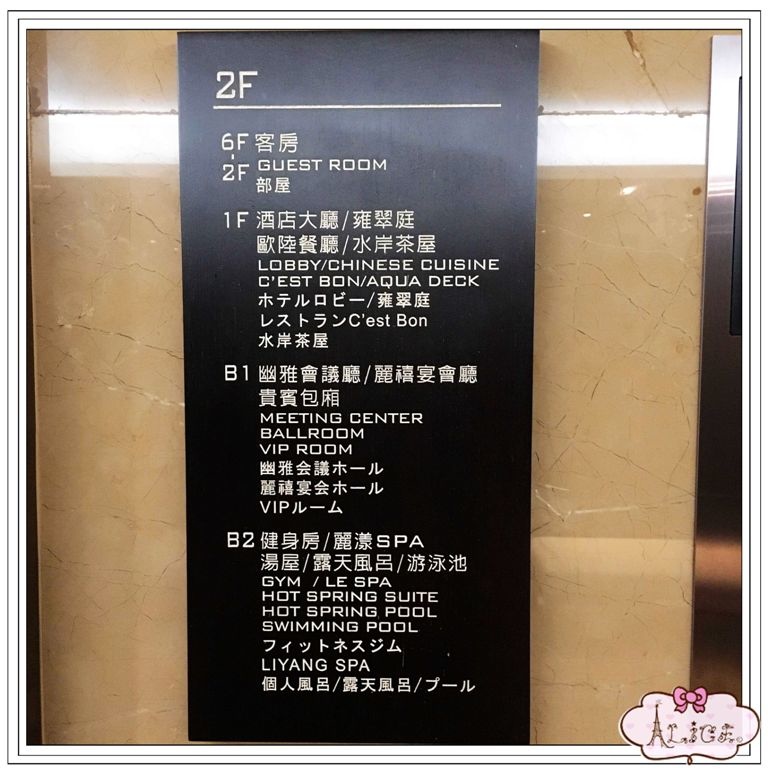 2F
6F 客房
-
2F GUEST ROOM
部屋
1F 酒店大廳/雍翠庭
歐陸餐廳/水岸茶屋
LOBBY/CHINESE CUISINE
C'EST BON/AQUA DECK
ホテルロビー/雍翠庭
レストランC'est Bon
水岸茶屋
B1 幽雅會議廳/麗禧宴會廳
貴賓包廂
MEETING CENTER
BALLROOM
VIP ROOM
幽雅会議ホール
麗禧宴会ホール
VIPルーム
B2 健身房/麗漾SPA
湯屋/露天風呂/游泳池
GYM / LE SPA
HOT SPRING SUITE
HOT SPRING POOL
SWIMMING POOL
フィットネスジム
LIYANG SPA
個人風呂/露天風呂/プール
ALICE